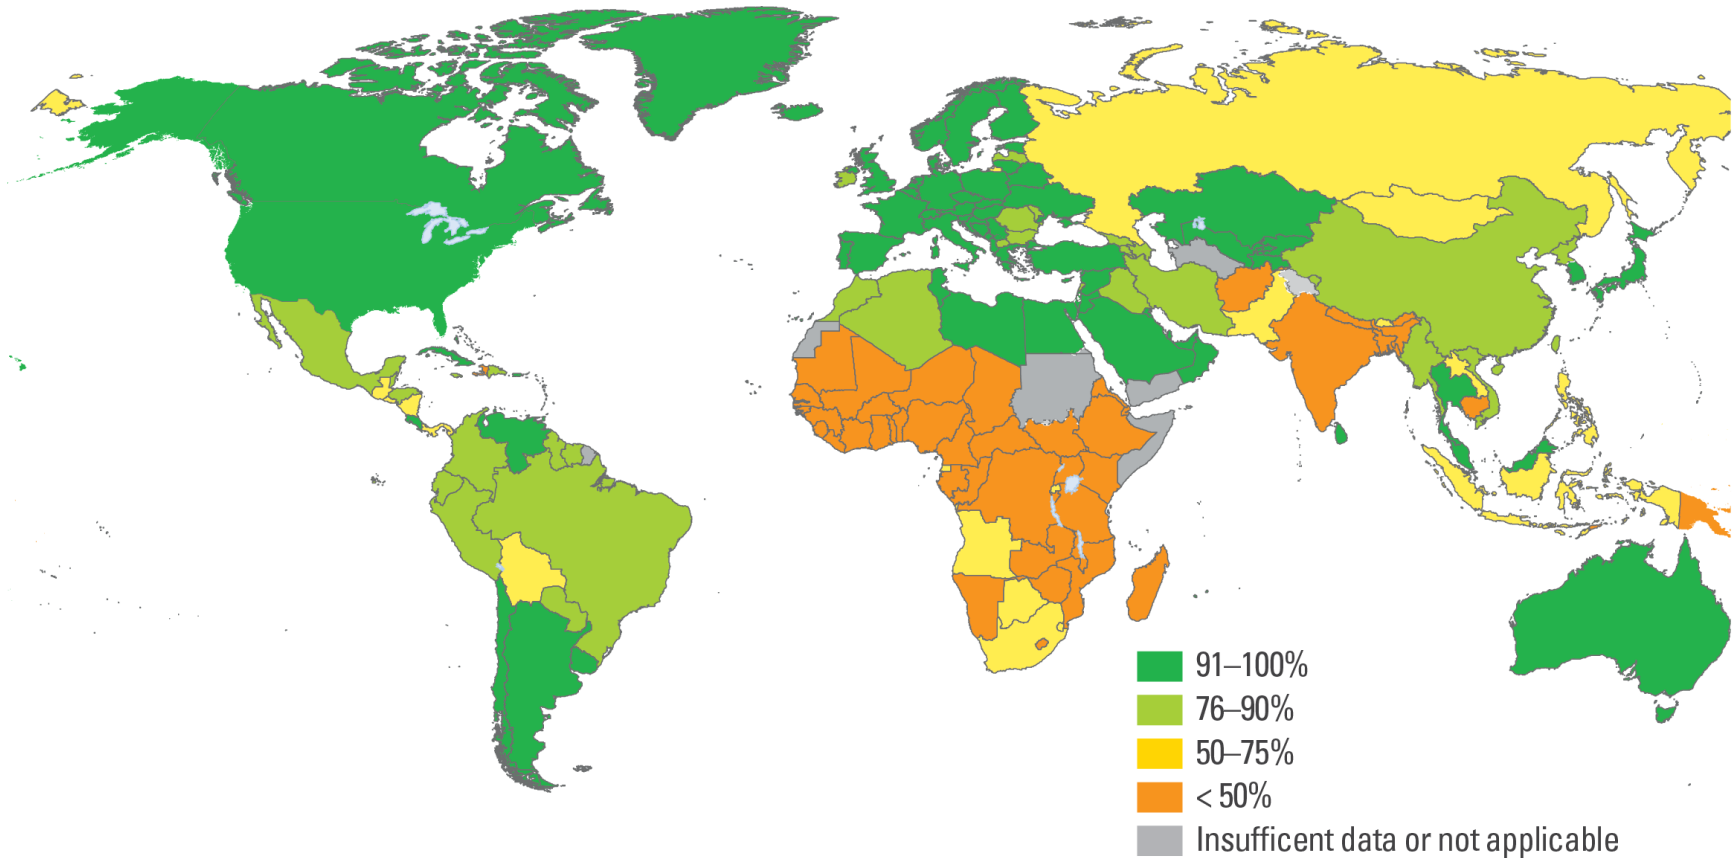 91–100%
76–90%
50–75%
< 50%
Insufficent data or not applicable